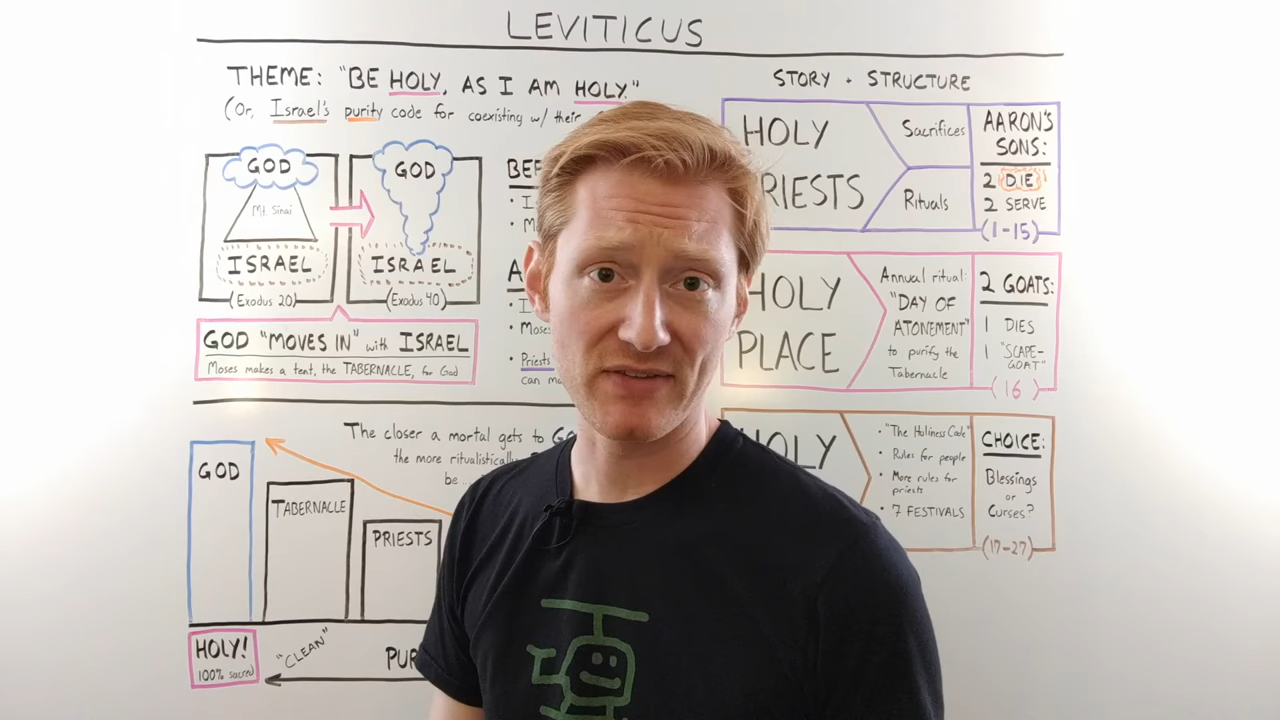 LEVITICUS
THEME: "BE HOLY, AS I AM HOLY."
(Or, Israel's purity code for coexisting w/ their
GOD
Mt. Sinai
ISRAEL
(Exodus 20)
GOD
ISRAEL
(Exodus 40)
GOD "MOVES IN" with ISRAEL
Moses makes a tent, the TABERNACLE, for God
• Moses
• Priests
can
The closer a mortal gets to
the more ritualistically
be...
GOD
TABERNACLE
PRIESTS
HOLY!
100% sacred
"CLEAN"
STORY + STRUCTURE
HOLY
Sacrifices
Rituals
AARON'S
SONS:
2 DIE
2 SERVE
(1-15)
HOLY
PLACE
Annual ritual:
"DAY OF
ATONEMENT"
to purify the
Tabernacle
2 GOATS:
1 DIES
1 "SCAPE-
GOAT"
(16)
HOLY
• "The Holiness Code"
• Rules for people
• More rules for
priests
• 7 FESTIVALS
CHOICE:
Blessings
or
Curses?
(17-27)